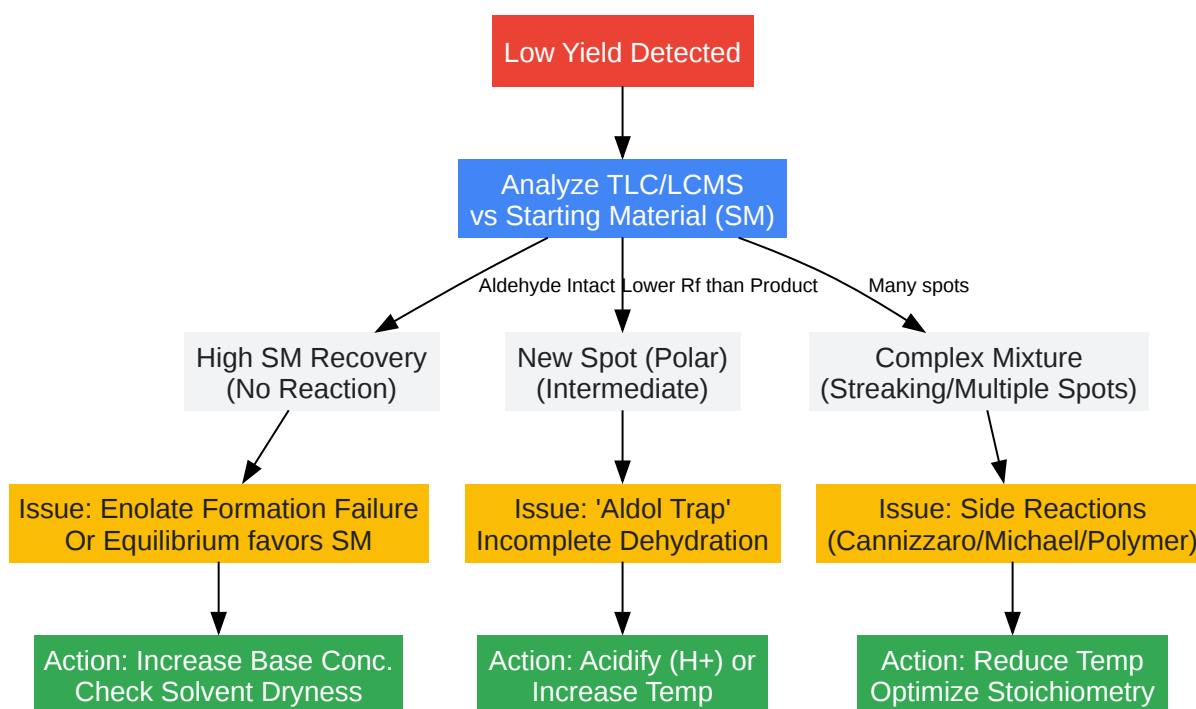 Low Yield Detected
Analyze TLC/LCMS
vs Starting Material (SM)
Aldehyde Intact
Lower Rf than Product
Many spots
High SM Recovery
(No Reaction)
New Spot (Polar)
(Intermediate)
Complex Mixture
(Streaking/Multiple Spots)
Issue: Enolate Formation Failure
Or Equilibrium favors SM
Issue: 'Aldol Trap'
Incomplete Dehydration
Issue: Side Reactions
(Cannizzaro/Michael/Polymer)
Action: Increase Base Conc.
Check Solvent Dryness
Action: Acidify (H+) or
Increase Temp
Action: Reduce Temp
Optimize Stoichiometry